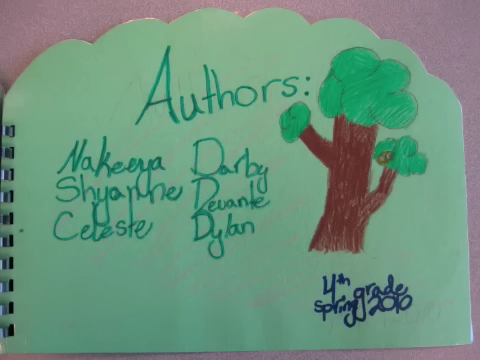 Authors:
Nakeeya Darby
Shyanne Devante
Celeste Dylan
4th grade
spring 2010